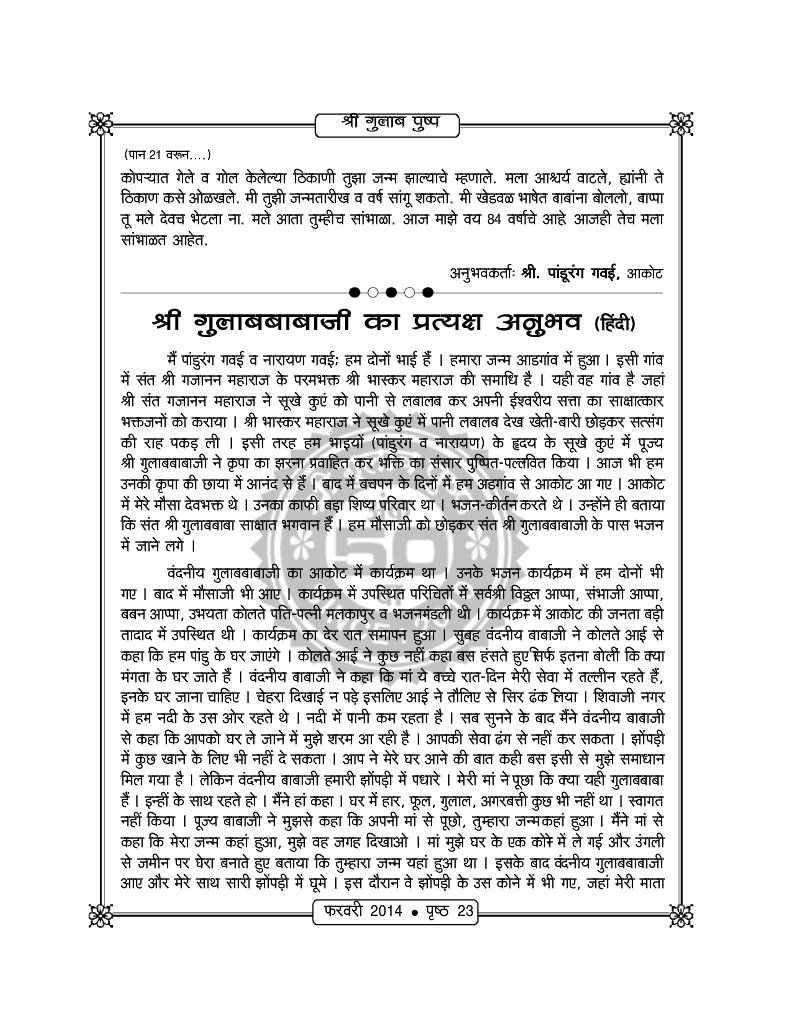 श्री गुलाब पुष्प
(पान 21 वरून....)
कोपऱ्यात गेले व गोल केलेल्या ठिकाणी तुझा जन्म झाल्याचे म्हणाले. मला आश्चर्य वाटले, ह्यांनी ते
ठिकाण कसे ओळखले. मी तुझी जन्मतारीख व वर्ष सांगू शकतो. मी खेडवळ भाषेत बाबांना बोललो, बाप्पा
तू मले देवच भेटला ना. मले आता तुम्हीच सांभाळा. आज माझे वय 84 वर्षाचे आहे. आजही तेच मला
सांभाळत आहेत.
अनुभवकर्ताः श्री. पांडूरंग गवई, आकोट
श्री गुलाबबाबाजी का प्रत्यक्ष अनुभव (हिंदी)
मैं पांडुरंग गवई व नारायण गवई; हम दोनों भाई हैं । हमारा जन्म आडगांव में हुआ । इसी गांव
में संत श्री गजानन महाराज के परमभक्त श्री भास्कर महाराज की समाधि है । यही वह गांव है जहां
श्री संत गजानन महाराज ने सूखे कुएं को पानी से लबालब कर अपनी ईश्वरीय सत्ता का साक्षात्कार
भक्तजनों को कराया । श्री भास्कर महाराज ने सूखे कुएं में पानी लबालब देख खेती-बारी छोड़कर सत्संग
की राह पकड़ ली । इसी तरह हम भाइयों (पांडुरंग व नारायण) के हृदय के सूखे कुएं में पूज्य
श्री गुलाबबाबाजी ने कृपा का झरना प्रवाहित कर भक्ति का संसार पुष्पित-पल्लवित किया । आज भी हम
उनकी कृपा की छाया में आनंद से हैं । बाद में बचपन के दिनों में हम अडगांव से आकोट आ गए । आकोट
में मेरे मौसा देवभक्त थे । उनका काफी बड़ा शिष्य परिवार था । भजन-कीर्तन करते थे । उन्होंने ही बताया
कि संत श्री गुलाबबाबा साक्षात भगवान हैं । हम मौसाजी को छोड़कर संत श्री गुलाबबाबाजी के पास भजन
में जाने लगे ।
वंदनीय गुलाबबाबाजी का आकोट में कार्यक्रम था । उनके भजन कार्यक्रम में हम दोनों भी
गए । बाद में मौसाजी भी आए । कार्यक्रम में उपस्थित परिचितों में सर्वश्री विठ्ठल आप्पा, संभाजी आप्पा,
बबन आप्पा, उभयता कोलते पति-पत्नी मलकापुर व भजनमंडली थी । कार्यक्रम में आकोट की जनता बड़ी
तादाद में उपस्थित थी । कार्यक्रम का देर रात समापन हुआ । सुबह वंदनीय बाबाजी ने कोलते आई से
कहा कि हम पांडु के घर जाएंगे । कोलते आई ने कुछ नहीं कहा बस हंसते हुए सिर्फ इतना बोलीं कि क्या
मंगता के घर जाते हैं । वंदनीय बाबाजी ने कहा कि मां ये बच्चे रात-दिन मेरी सेवा में तल्लीन रहते हैं,
इनके घर जाना चाहिए । चेहरा दिखाई न पड़े इसलिए आई ने तौलिए से सिर ढंक लिया । शिवाजी नगर
में हम नदी के उस ओर रहते थे । नदी में पानी कम रहता है । सब सुनने के बाद मैंने वंदनीय बाबाजी
से कहा कि आपको घर ले जाने में मुझे शरम आ रही है । आपकी सेवा ढंग से नहीं कर सकता । झोंपड़ी
में कुछ खाने के लिए भी नहीं दे सकता । आप ने मेरे घर आने की बात कही बस इसी से मुझे समाधान
मिल गया है । लेकिन वंदनीय बाबाजी हमारी झोंपड़ी में पधारे । मेरी मां ने पूछा कि क्या यही गुलाबबाबा
हैं । इन्हीं के साथ रहते हो । मैंने हां कहा । घर में हार, फूल, गुलाल, अगरबत्ती कुछ भी नहीं था । स्वागत
नहीं किया । पूज्य बाबाजी ने मुझसे कहा कि अपनी मां से पूछो, तुम्हारा जन्म कहां हुआ । मैंने मां से
कहा कि मेरा जन्म कहां हुआ, मुझे वह जगह दिखाओ । मां मुझे घर के एक कोने में ले गई और उंगली
से जमीन पर घेरा बनाते हुए बताया कि तुम्हारा जन्म यहां हुआ था । इसके बाद वंदनीय गुलाबबाबाजी
आए और मेरे साथ सारी झोंपड़ी में घूमे । इस दौरान वे झोंपड़ी के उस कोने में भी गए, जहां मेरी माता
फरवरी 2014 ● पृष्ठ 23